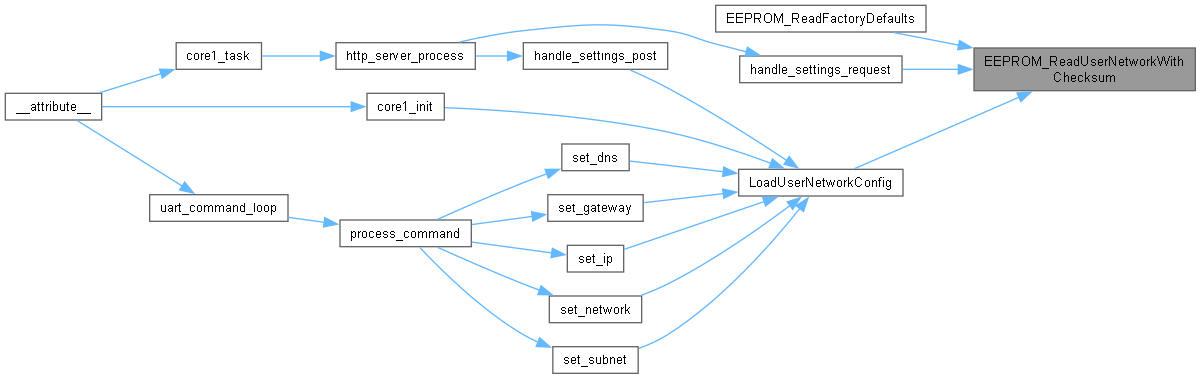 EEPROM_ReadFactoryDefaults
core1_task
http_server_process
handle_settings_post
EEPROM_ReadUserNetworkWith
Checksum
handle_settings_request
__attribute__
core1_init
set_dns
LoadUserNetworkConfig
uart_command_loop
set_gateway
process_command
set_ip
set_network
set_subnet